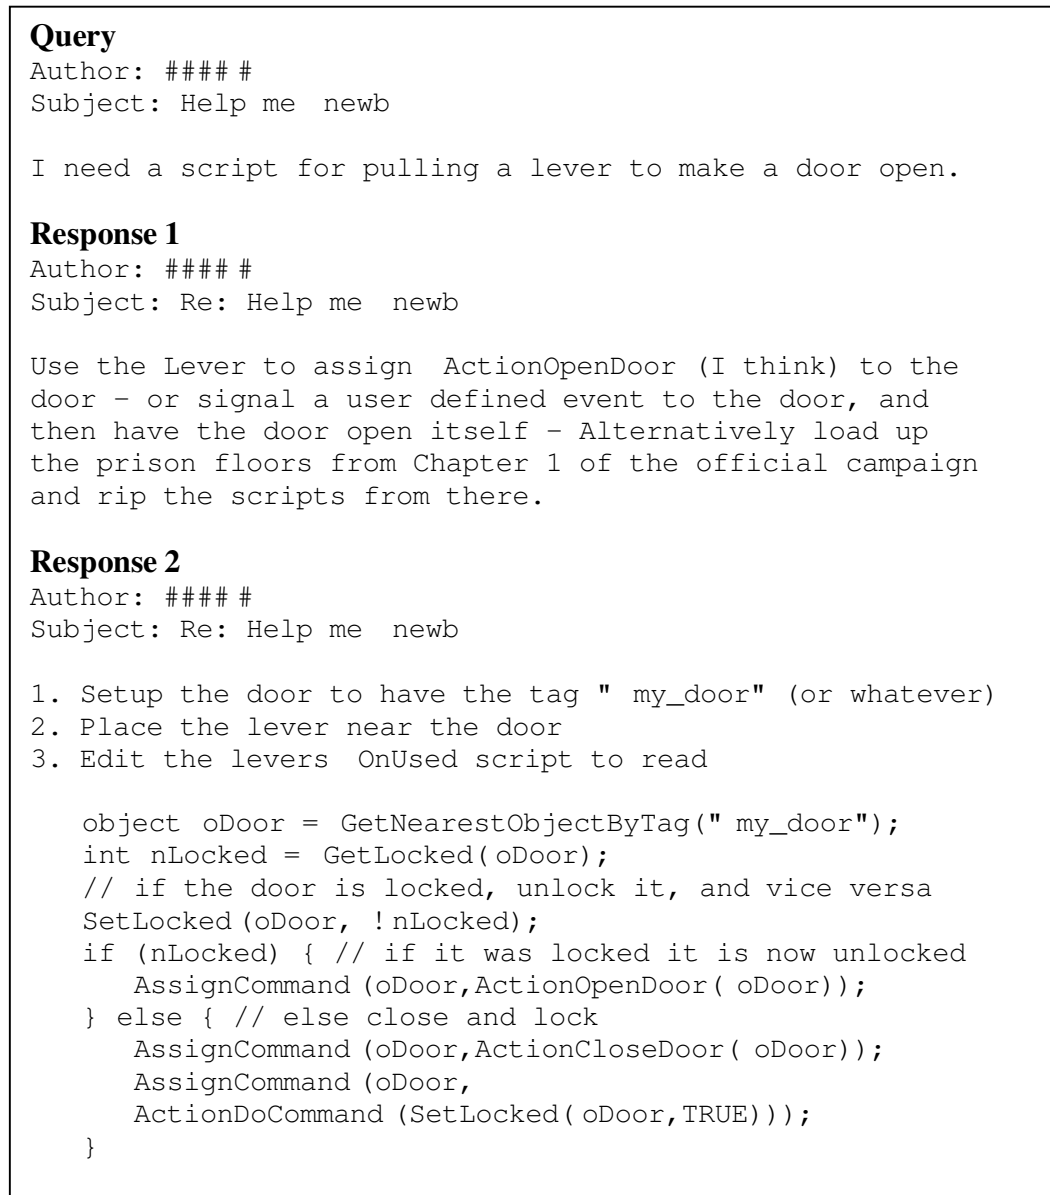 Query
Author: #####
Subject: Help me newb
I need a script for pulling a lever to make a door open.
Response 1
Author: #####
Subject: Re: Help me newb
Use the Lever to assign ActionOpenDoor (I think) to the
door – or signal a user defined event to the door, and
then have the door open itself – Alternatively load up
the prison floors from Chapter 1 of the official campaign
and rip the scripts from there.
Response 2
Author: #####
Subject: Re: Help me newb
1. Setup the door to have the tag " my_door" (or whatever)
2. Place the lever near the door
3. Edit the levers OnUsed script to read
object oDoor = GetNearestObjectByTag(" my_door");
int nLocked = GetLocked( oDoor);
// if the door is locked, unlock it, and vice versa
SetLocked (oDoor, !nLocked);
if (nLocked) { // if it was locked it is now unlocked
AssignCommand (oDoor,ActionOpenDoor( oDoor));
} else { // else close and lock
AssignCommand (oDoor,ActionCloseDoor( oDoor));
AssignCommand (oDoor,
ActionDoCommand (SetLocked( oDoor,TRUE)));
}